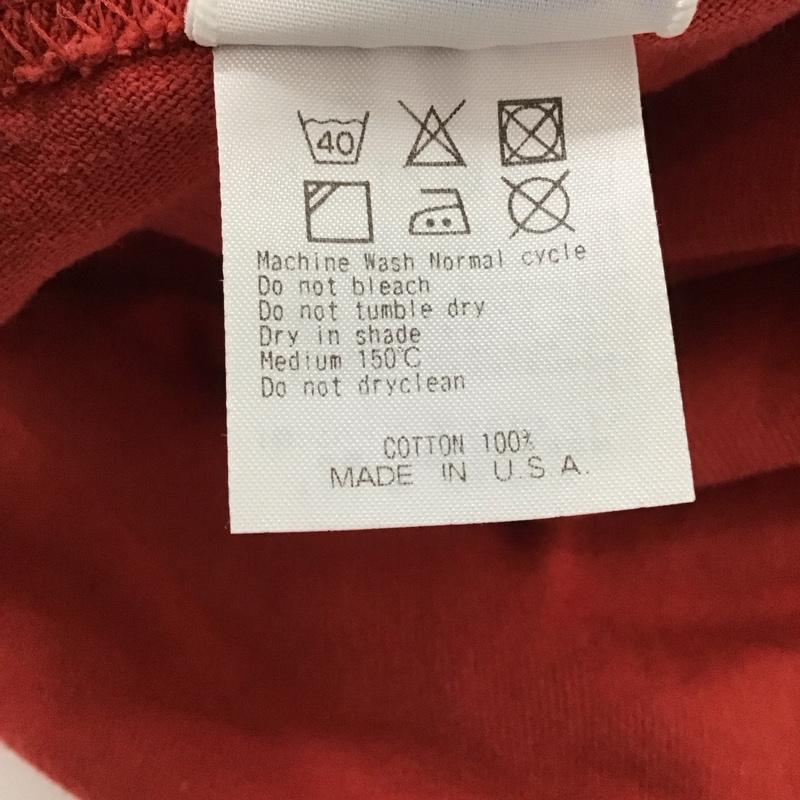 40
Machine Wash Normal cycle
Do not bleach
Do not tumble dry
Dry in shade
Medium 150℃
Do not dryclean
COTTON 100%
MADE IN U.S.A.